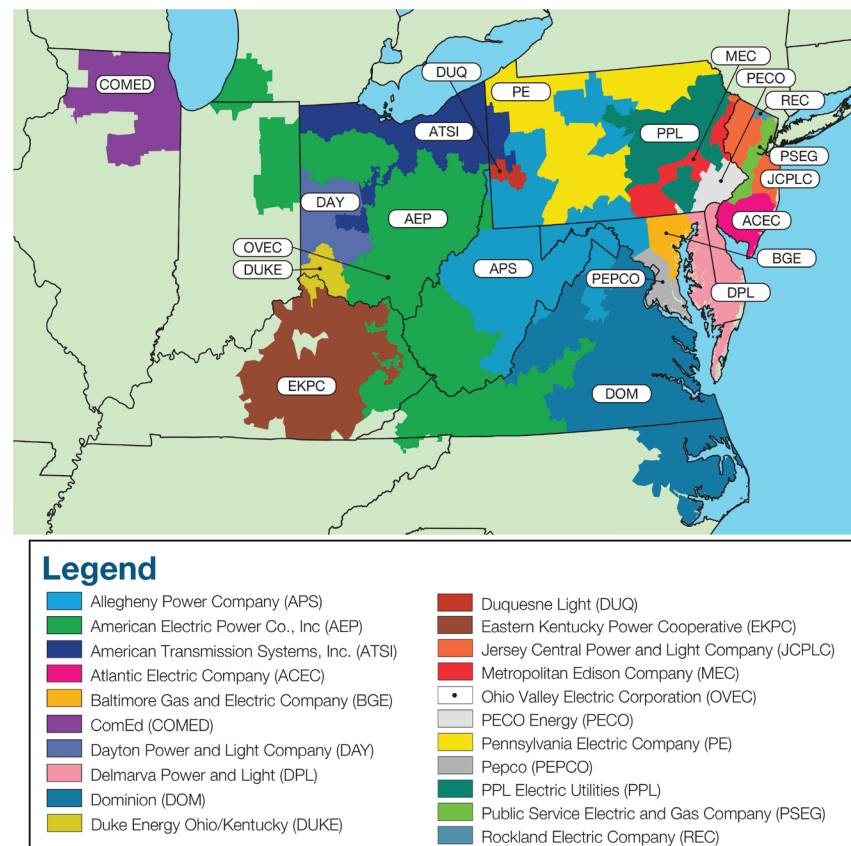 MEC
DUQ
PECO
COMED
PE
REC
ATSI
PPL
PSEG
JCPLC
DAY
AEP
ACEC
OVEC
BGE
DUKE
APS
PEPCO
DPL
EKPC
DOM
Legend
Allegheny Power Company (APS)
American Electric Power Co., Inc (AEP)
American Transmission Systems, Inc. (ATSI)
Atlantic Electric Company (ACEC)
Baltimore Gas and Electric Company (BGE)
ComEd (COMED)
Dayton Power and Light Company (DAY)
Delmarva Power and Light (DPL)
Dominion (DOM)
Duke Energy Ohio/Kentucky (DUKE)
Duquesne Light (DUQ)
Eastern Kentucky Power Cooperative (EKPC)
Jersey Central Power and Light Company (JCPLC)
Metropolitan Edison Company (MEC)
Ohio Valley Electric Corporation (OVEC)
PECO Energy (PECO)
Pennsylvania Electric Company (PE)
Pepco (PEPCO)
PPL Electric Utilities (PPL)
Public Service Electric and Gas Company (PSEG)
Rockland Electric Company (REC)